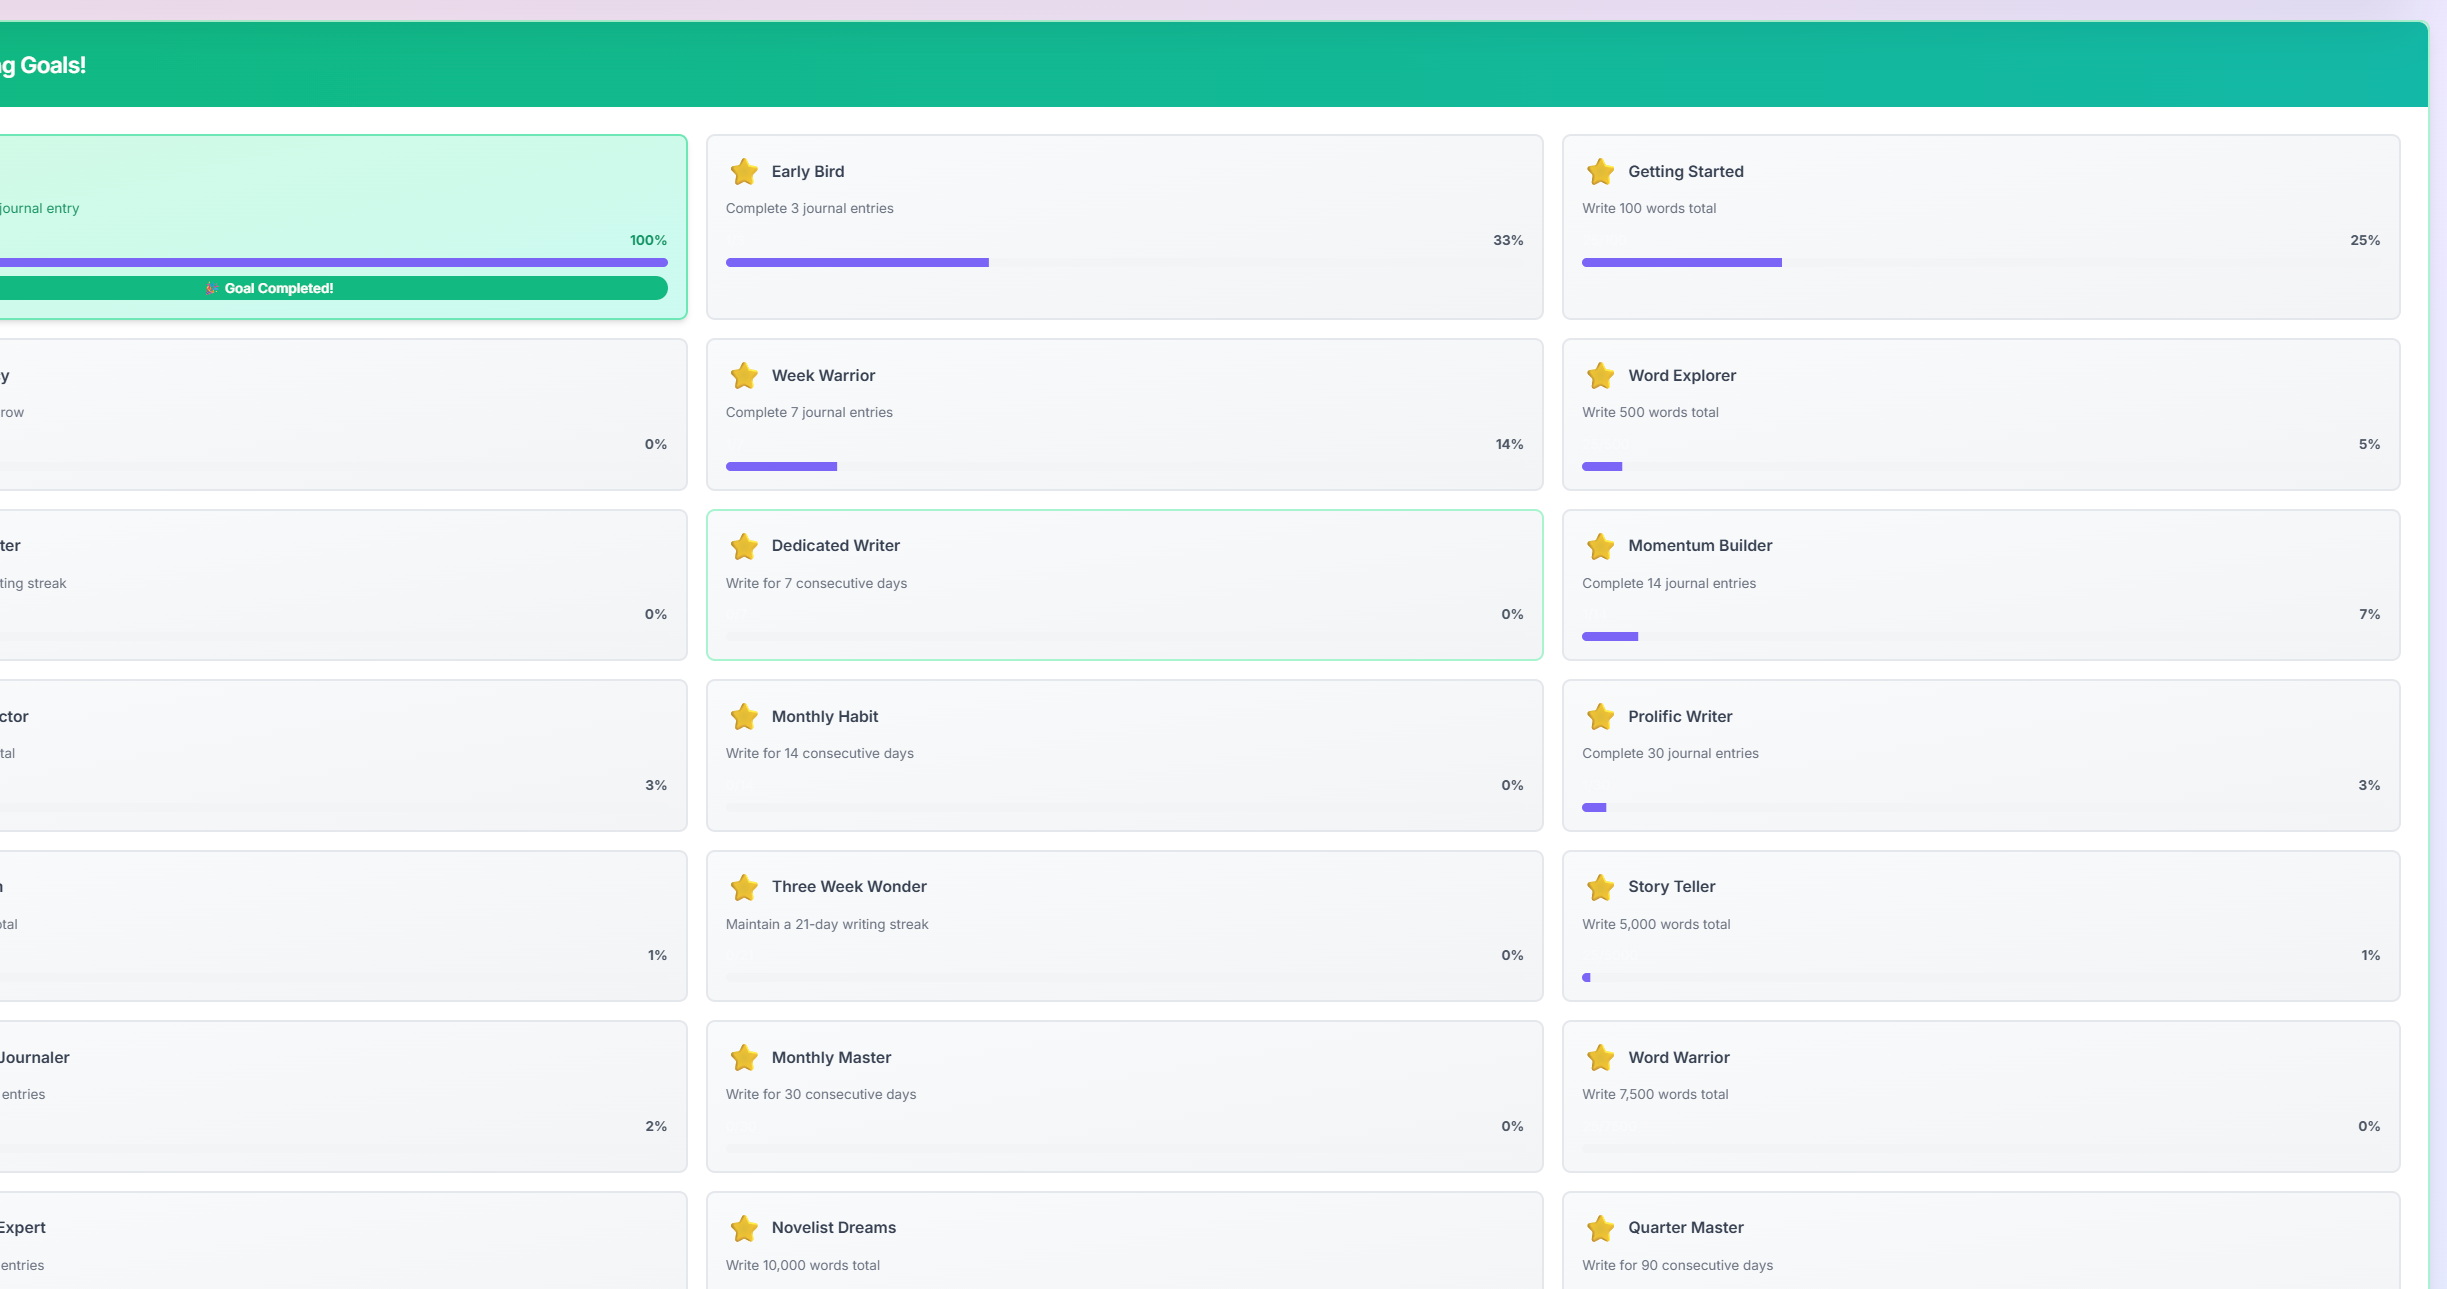 ng Goals!
journal entry
100%
Goal Completed!
Early Bird
Complete 3 journal entries
33%
Getting Started
Write 100 words total
25%
y
row
0%
Week Warrior
Complete 7 journal entries
14%
Word Explorer
Write 500 words total
5%
ter
ting streak
0%
Dedicated Writer
Write for 7 consecutive days
0%
Momentum Builder
Complete 14 journal entries
7%
ctor
tal
3%
Monthly Habit
Write for 14 consecutive days
0%
Prolific Writer
Complete 30 journal entries
3%
otal
1%
Three Week Wonder
Maintain a 21-day writing streak
0%
Story Teller
Write 5,000 words total
1%
Journaler
entries
2%
Monthly Master
Write for 30 consecutive days
0%
Word Warrior
Write 7,500 words total
0%
Expert
entries
Novelist Dreams
Write 10,000 words total
Quarter Master
Write for 90 consecutive days